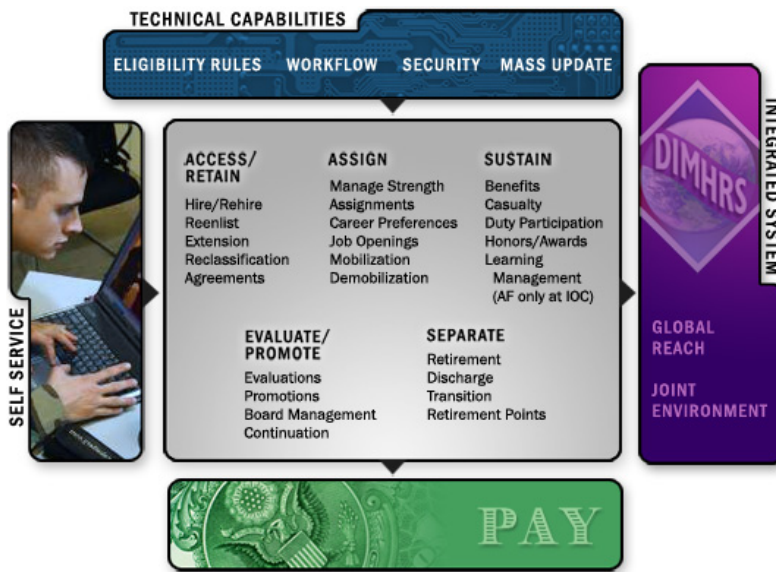 TECHNICAL CAPABILITIES
ELIGIBILITY RULES WORKFLOW SECURITY MASS UPDATE
SELF SERVICE
ACCESS/
RETAIN
Hire/Rehire
Reenlist
Extension
Reclassification
Agreements
ASSIGN
Manage Strength
Assignments
Career Preferences
Job Openings
Mobilization
Demobilization
SUSTAIN
Benefits
Casualty
Duty Participation
Honors/Awards
Learning
Management
(AF only at IOC)
EVALUATE/
PROMOTE
Evaluations
Promotions
Board Management
Continuation
SEPARATE
Retirement
Discharge
Transition
Retirement Points
INTEGRATED SYSTEM
DIMHRS
GLOBAL
REACH
JOINT
ENVIRONMENT
PAY